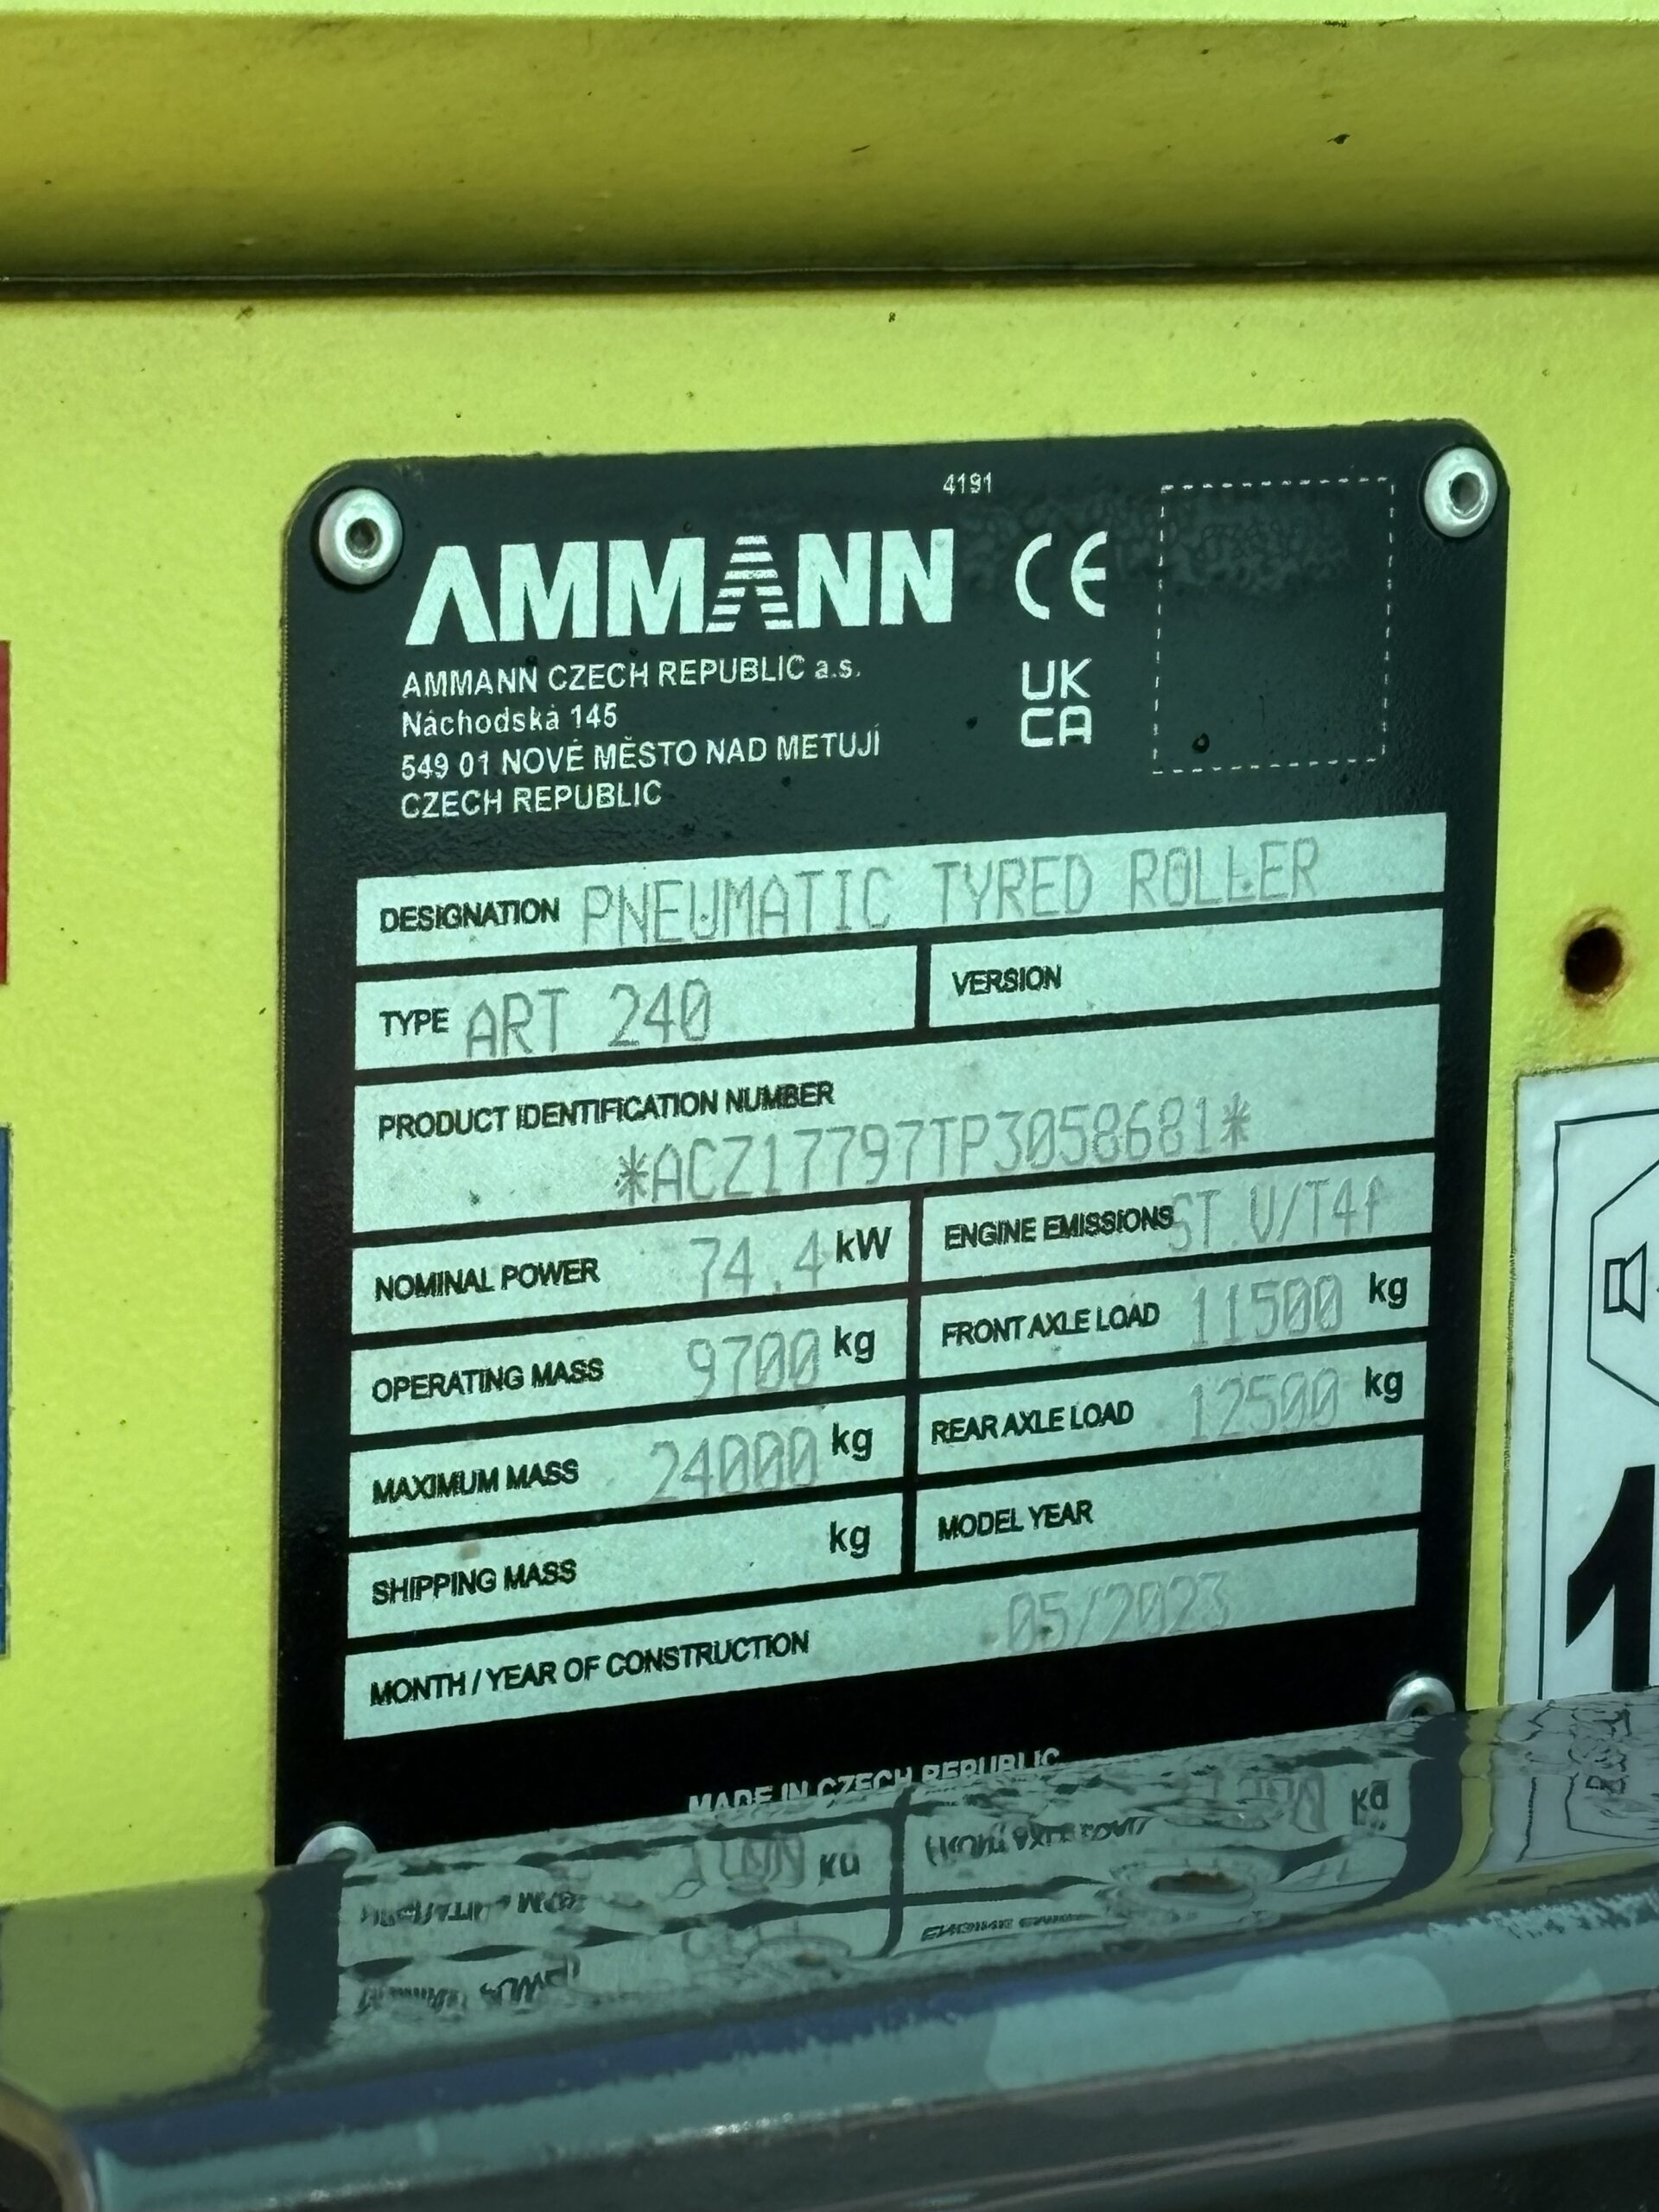 4191
AMMANN CE
AMMANN CZECH REPUBLIC a.s.
Náchodská 145
549 01 NOVÉ MĚSTO NAD METUJÍ
CZECH REPUBLIC
UK
CA
DESIGNATION PNEUMATIC TYRED ROLLER
TYPE ART 240 VERSION
PRODUCT IDENTIFICATION NUMBER
*ACZ17797TP3058681*
NOMINAL POWER 74.4 kW ENGINE EMISSIONS ST.V/T4f
OPERATING MASS 9700 kg FRONT AXLE LOAD 11500 kg
MAXIMUM MASS 24000 kg REAR AXLE LOAD 12500 kg
SHIPPING MASS kg MODEL YEAR
MONTH / YEAR OF CONSTRUCTION 05/2023
MADE IN CZECH REPUBLIC
1